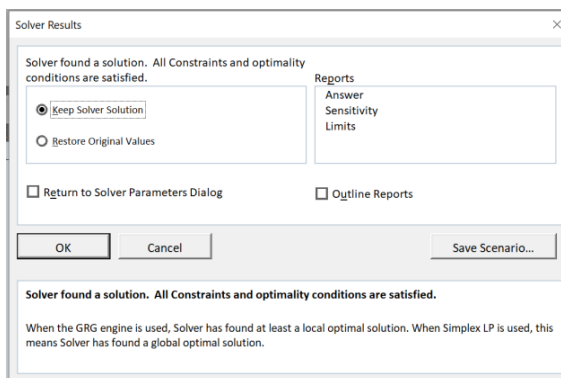 Solver Results
Solver found a solution. All Constraints and optimality
conditions are satisfied.
Reports
Answer
Sensitivity
Limits
Keep Solver Solution
Restore Original Values
Return to Solver Parameters Dialog
Outline Reports
OK
Cancel
Save Scenario...
Solver found a solution. All Constraints and optimality conditions are satisfied.
When the GRG engine is used, Solver has found at least a local optimal solution. When Simplex LP is used, this
means Solver has found a global optimal solution.